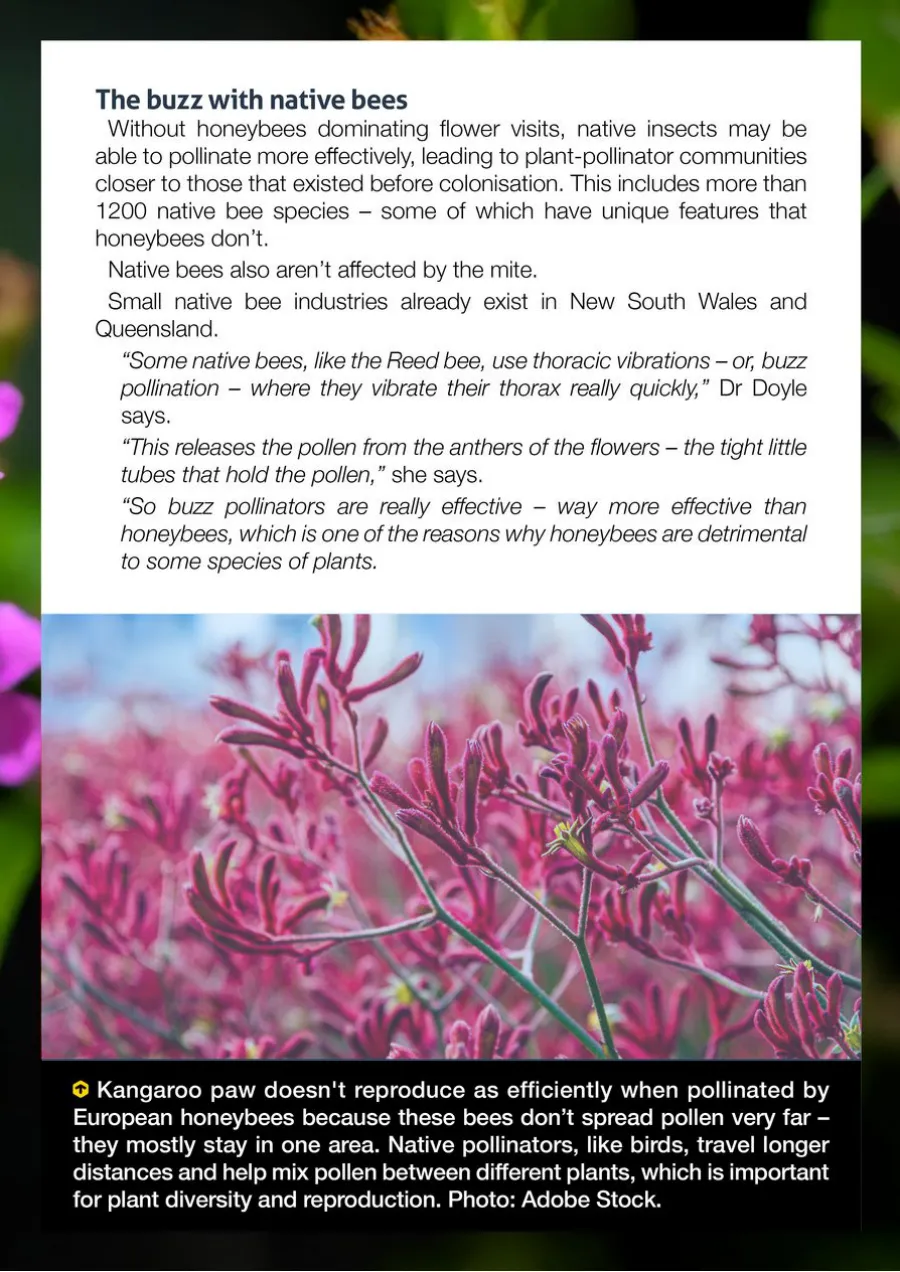 The buzz with native bees
Without honeybees dominating flower visits, native insects may be
able to pollinate more effectively, leading to plant-pollinator communities
closer to those that existed before colonisation. This includes more than
1200 native bee species – some of which have unique features that
honeybees don’t.
Native bees also aren’t affected by the mite.
Small native bee industries already exist in New South Wales and
Queensland.
“Some native bees, like the Reed bee, use thoracic vibrations – or, buzz
pollination – where they vibrate their thorax really quickly,” Dr Doyle
says.
“This releases the pollen from the anthers of the flowers – the tight little
tubes that hold the pollen,” she says.
“So buzz pollinators are really effective – way more effective than
honeybees, which is one of the reasons why honeybees are detrimental
to some species of plants.
Kangaroo paw doesn't reproduce as efficiently when pollinated by
European honeybees because these bees don’t spread pollen very far –
they mostly stay in one area. Native pollinators, like birds, travel longer
distances and help mix pollen between different plants, which is important
for plant diversity and reproduction. Photo: Adobe Stock.